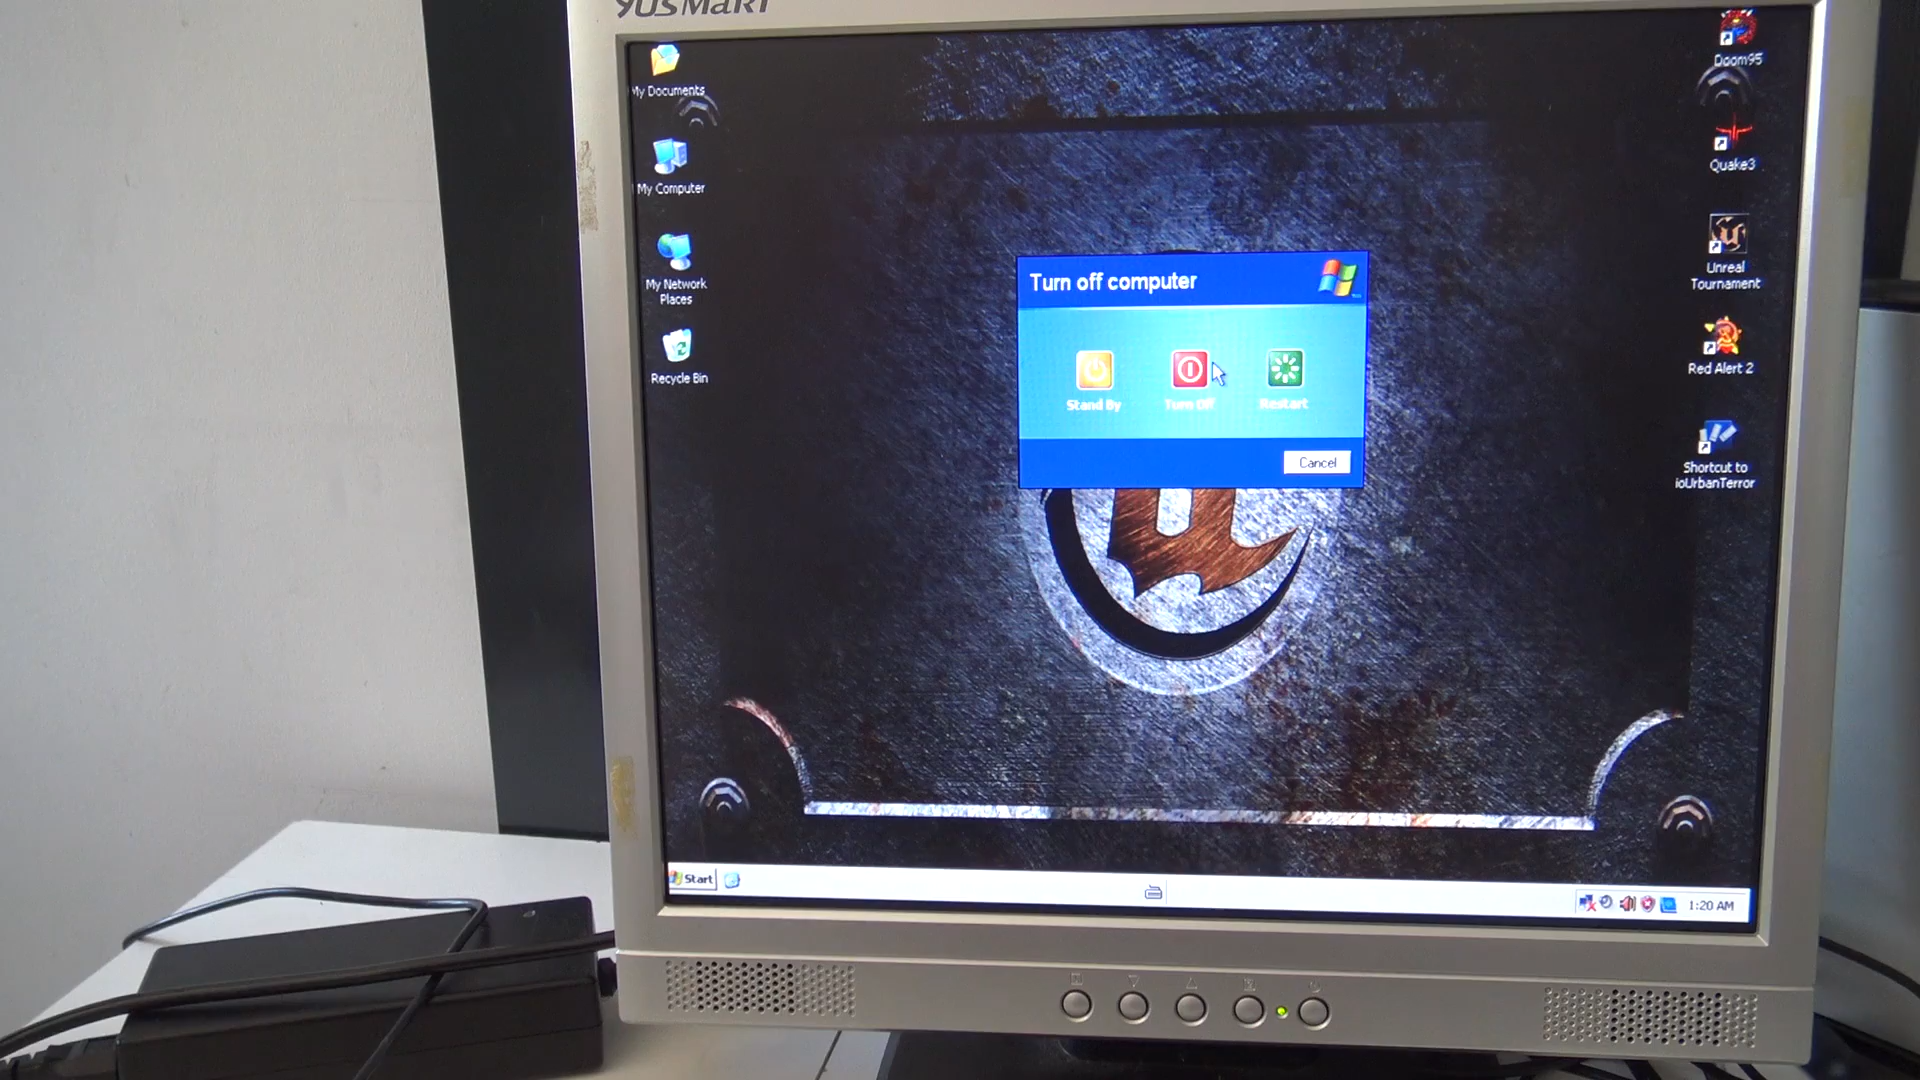 9USMaRT
My Documents
My Computer
My Network
Places
Recycle Bin
Turn off computer
Stand By
Turn Off
Restart
Cancel
Doom95
Quake3
Unreal
Tournament
Red Alert 2
Shortcut to
ioUrbanTerror
Start
1:20 AM